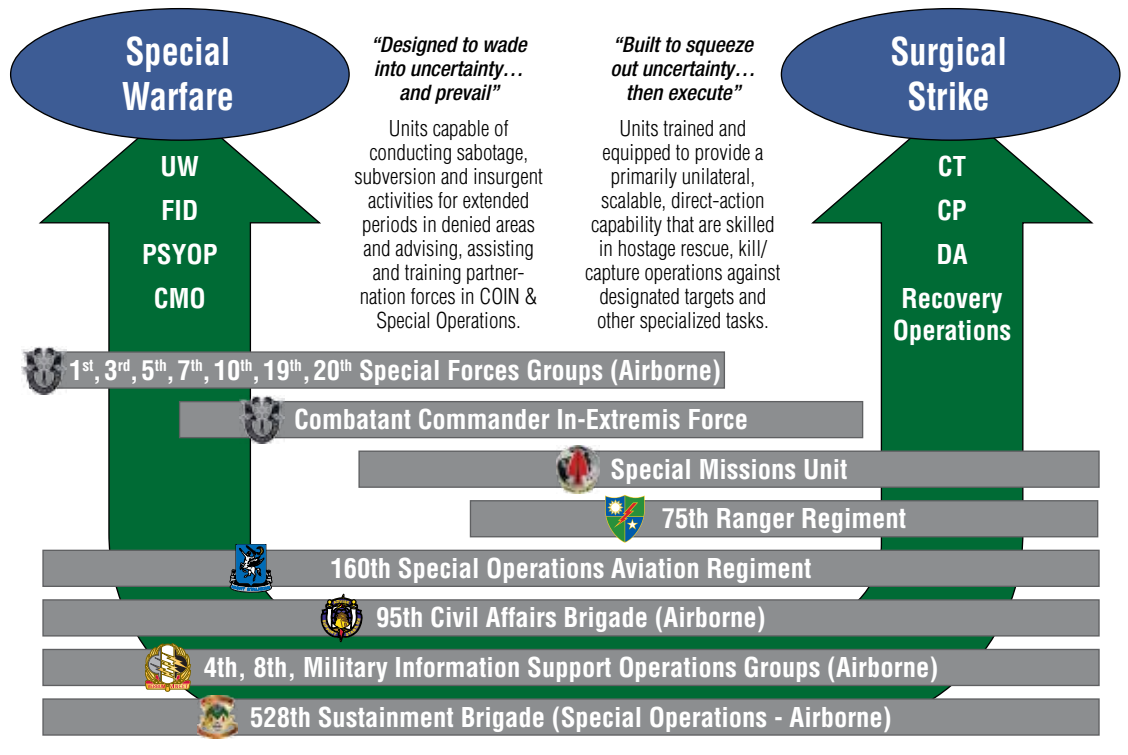 Special
Warfare
“Designed to wade
into uncertainty…
and prevail”
Units capable of
conducting sabotage,
subversion and insurgent
activities for extended
periods in denied areas
and advising, assisting
and training partner-
nation forces in COIN &
Special Operations.
“Built to squeeze
out uncertainty…
then execute”
Units trained and
equipped to provide a
primarily unilateral,
scalable, direct-action
capability that are skilled
in hostage rescue, kill/
capture operations against
designated targets and
other specialized tasks.
Surgical
Strike
UW
FID
PSYOP
CMO
CT
CP
DA
Recovery
Operations
1st, 3rd, 5th, 7th, 10th, 19th, 20th Special Forces Groups (Airborne)
Combatant Commander In-Extremis Force
Special Missions Unit
75th Ranger Regiment
160th Special Operations Aviation Regiment
95th Civil Affairs Brigade (Airborne)
4th, 8th, Military Information Support Operations Groups (Airborne)
528th Sustainment Brigade (Special Operations - Airborne)